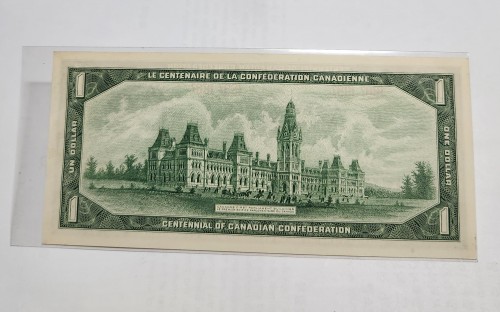 1 LE CENTENAIRE DE LA CONFÉDÉRATION CANADIENNE 1
UN DOLLAR
ONE DOLLAR
1 CENTENNIAL OF CANADIAN CONFEDERATION 1